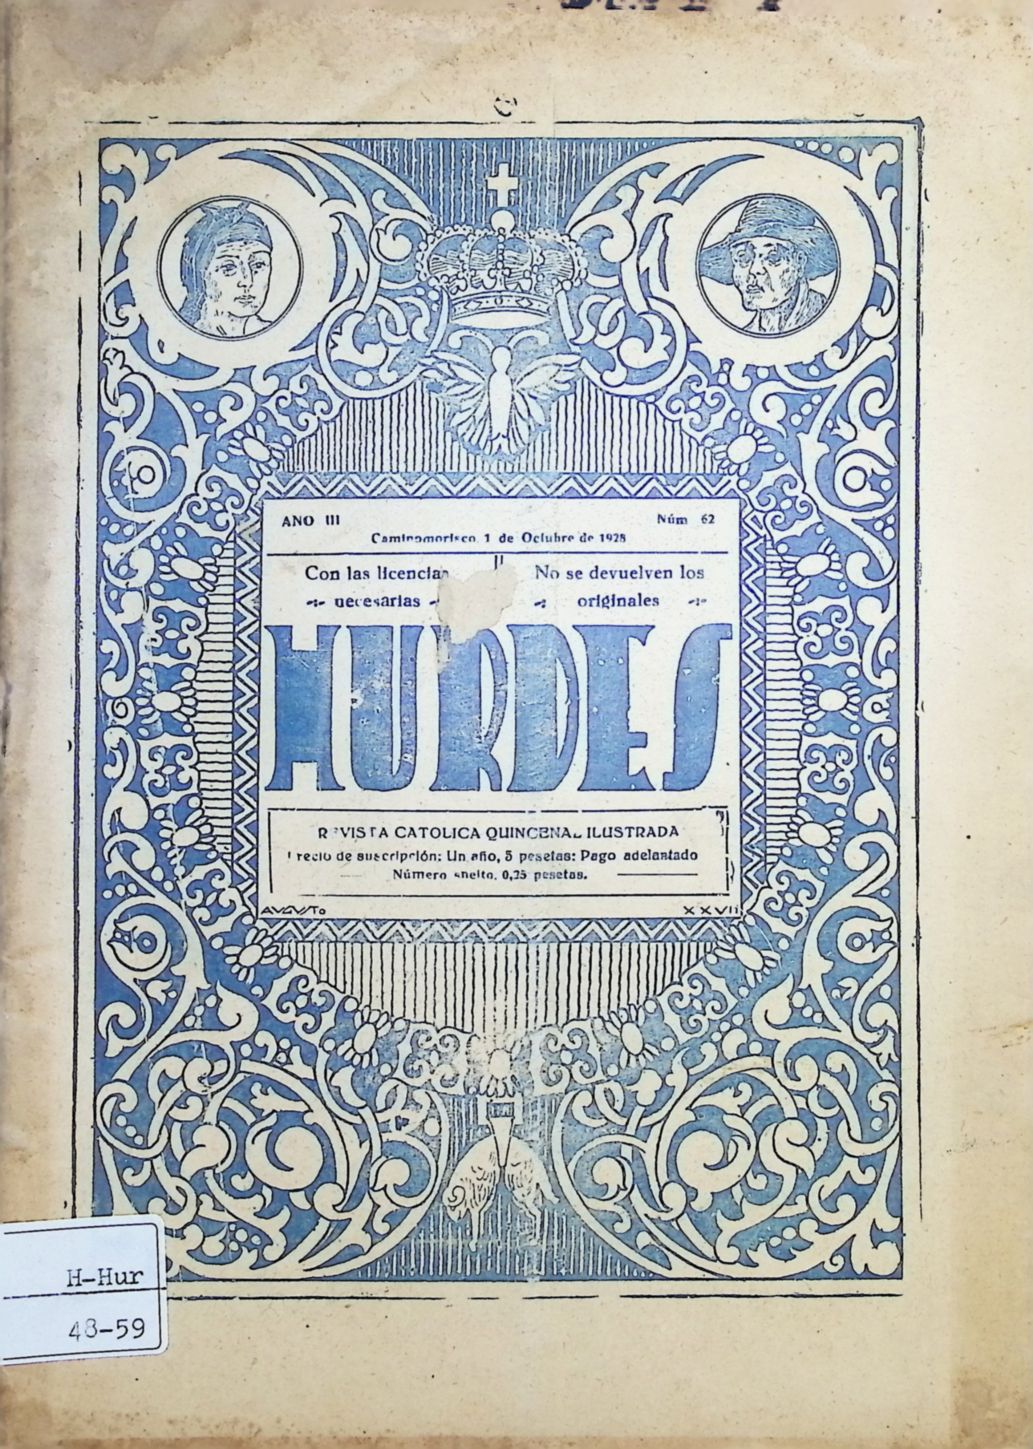 AÑO III Núm 62
Caminomorisco 1 de Octubre de 1928
Con las licencias No se devuelven los
necesarias originales
HURDES
REVISTA CATOLICA QUINCENAL ILUSTRADA
Precio de suscripción: Un año, 5 pesetas: Pago adelantado
Número suelto, 0,25 pesetas.
AUGUSTO XXVII
H-Hur
48-59